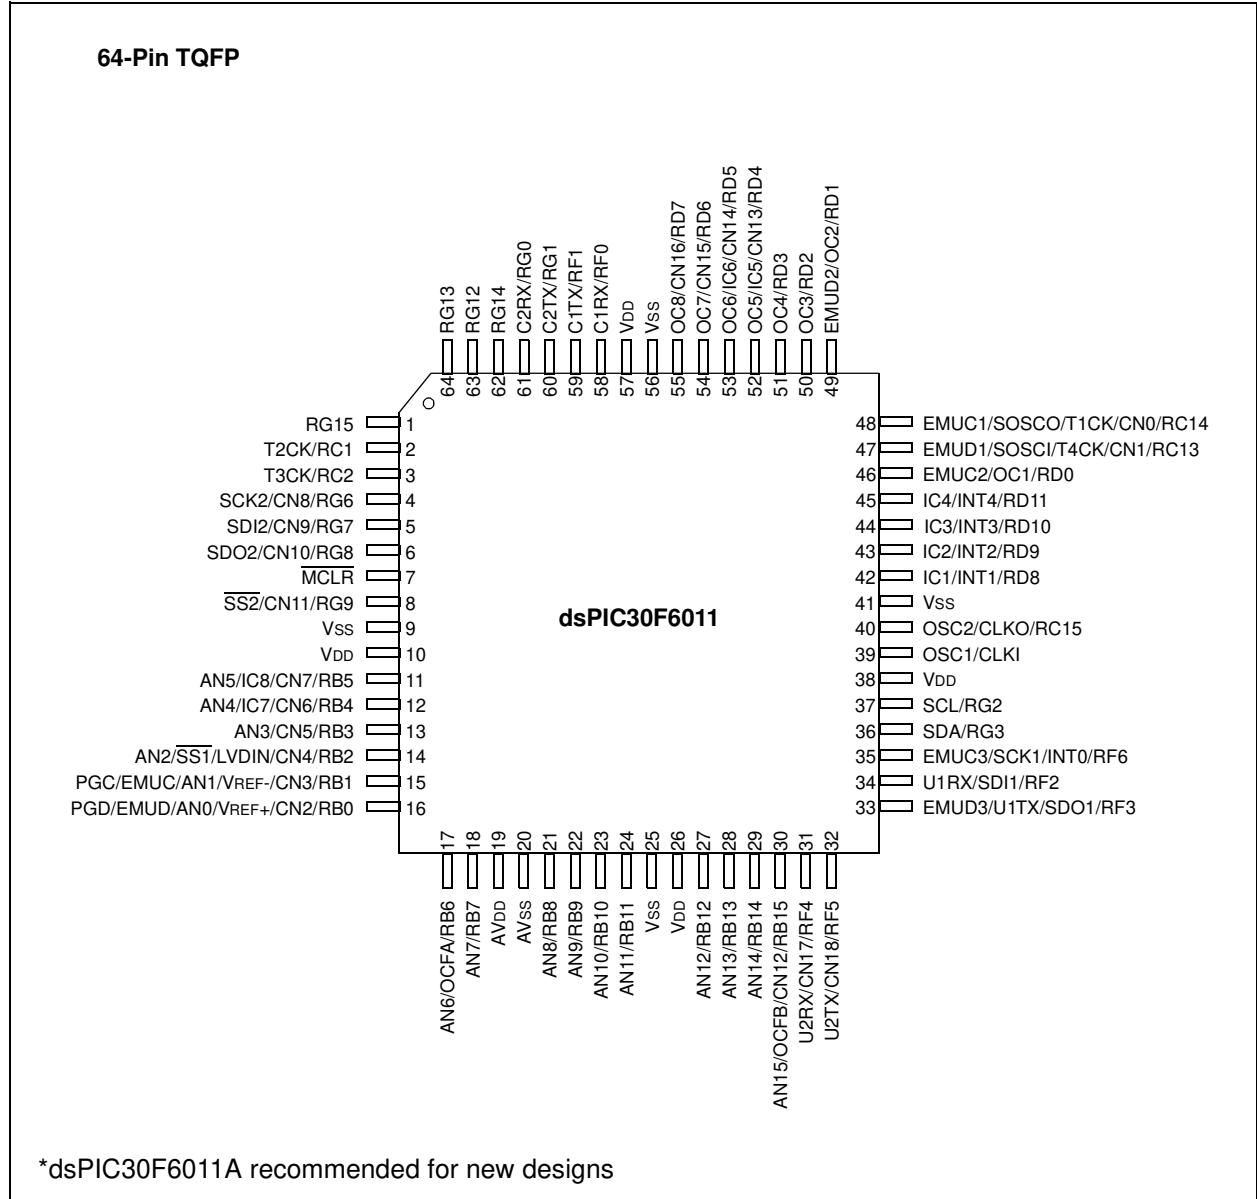 64-Pin TQFP
RG13
RG12
RG14
C2RX/RG0
C2TX/RG1
C1TX/RF1
C1RX/RF0
VDD
VSS
OC8/CN16/RD7
OC7/CN15/RD6
OC6/IC6/CN14/RD5
OC5/IC5/CN13/RD4
OC4/RD3
OC3/RD2
EMUD2/OC2/RD1
64
63
62
61
60
59
58
57
56
55
54
53
52
51
50
49
RG15 1
T2CK/RC1 2
T3CK/RC2 3
SCK2/CN8/RG6 4
SDI2/CN9/RG7 5
SDO2/CN10/RG8 6
MCLR 7
SS2/CN11/RG9 8
VSS 9
VDD 10
AN5/IC8/CN7/RB5 11
AN4/IC7/CN6/RB4 12
AN3/CN5/RB3 13
AN2/SS1/LVDIN/CN4/RB2 14
PGC/EMUC/AN1/VREF-/CN3/RB1 15
PGD/EMUD/AN0/VREF+/CN2/RB0 16
dsPIC30F6011
48 EMUC1/SOSCO/T1CK/CN0/RC14
47 EMUD1/SOSCI/T4CK/CN1/RC13
46 EMUC2/OC1/RD0
45 IC4/INT4/RD11
44 IC3/INT3/RD10
43 IC2/INT2/RD9
42 IC1/INT1/RD8
41 VSS
40 OSC2/CLKO/RC15
39 OSC1/CLKI
38 VDD
37 SCL/RG2
36 SDA/RG3
35 EMUC3/SCK1/INT0/RF6
34 U1RX/SDI1/RF2
33 EMUD3/U1TX/SDO1/RF3
17
18
19
20
21
22
23
24
25
26
27
28
29
30
31
32
AN6/OCFA/RB6
AN7/RB7
AVDD
AVSS
AN8/RB8
AN9/RB9
AN10/RB10
AN11/RB11
VSS
VDD
AN12/RB12
AN13/RB13
AN14/RB14
AN15/OCFB/CN12/RB15
U2RX/CN17/RF4
U2TX/CN18/RF5
*dsPIC30F6011A recommended for new designs